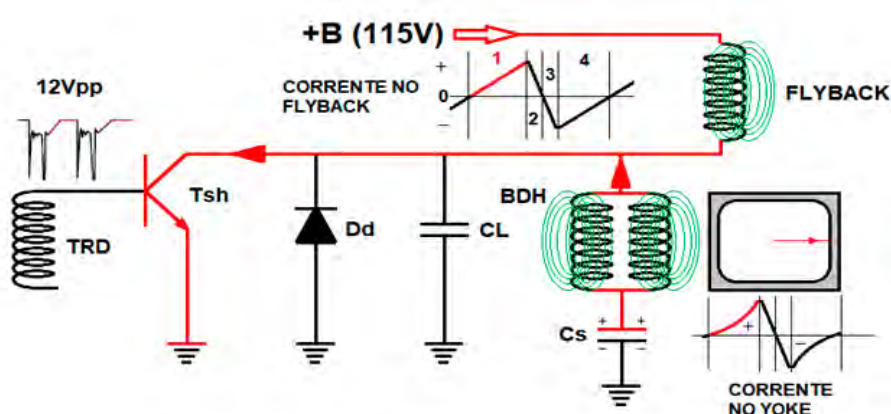 +B (115V)
12Vpp
CORRENTE NO
FLYBACK
+
0
−
1
2
3
4
FLYBACK
TRD
Tsh
Dd
CL
BDH
Cs
+ +
− −
+
−
CORRENTE
NO YOKE